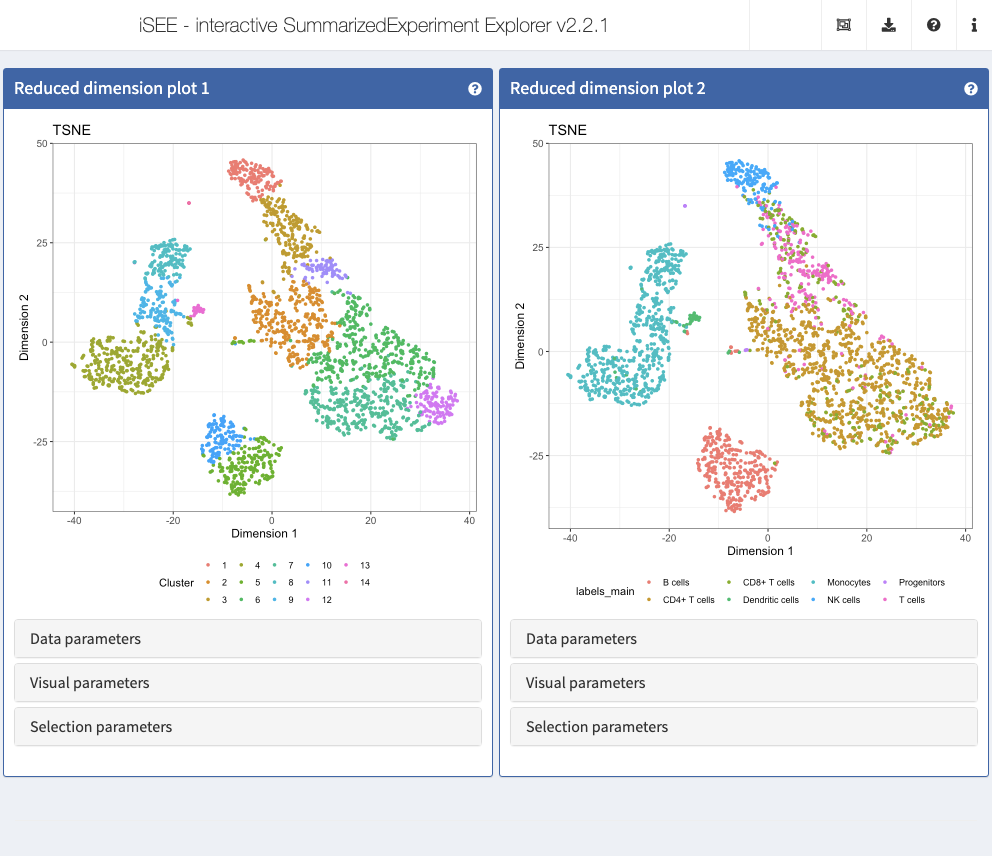 iSEE - interactive SummarizedExperiment Explorer v2.2.1
Reduced dimension plot 1
TSNE
50
25
0
-25
Dimension 2
-40 -20 0 20 40
Dimension 1
Cluster
1 4 7 10 13
2 5 8 11 14
3 6 9 12
Data parameters
Visual parameters
Selection parameters
Reduced dimension plot 2
TSNE
50
25
0
-25
Dimension 2
-40 -20 0 20 40
Dimension 1
labels_main
B cells CD8+ T cells Monocytes Progenitors
CD4+ T cells Dendritic cells NK cells T cells
Data parameters
Visual parameters
Selection parameters